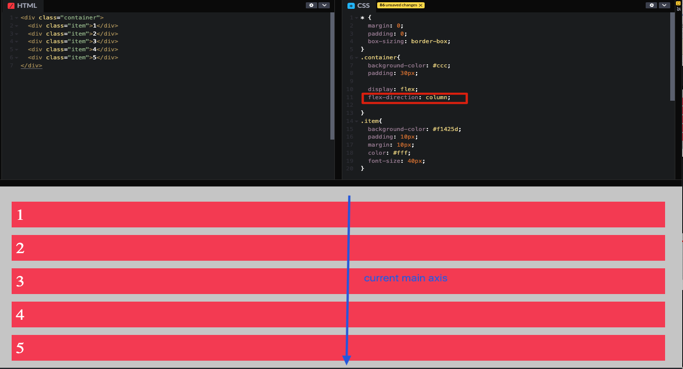 HTML
<div class="container">
<div class="item">1</div>
<div class="item">2</div>
<div class="item">3</div>
<div class="item">4</div>
<div class="item">5</div>
</div>
CSS
unsaved changes X
* {
margin: 0;
padding: 0;
box-sizing: border-box;
}
.container{
background-color: #ccc;
padding: 30px;
display: flex;
flex-direction: column;
}
.item{
background-color: #f1425d;
padding: 10px;
margin: 10px;
color: #fff;
font-size: 40px;
}
1
2
3
current main axis
4
5